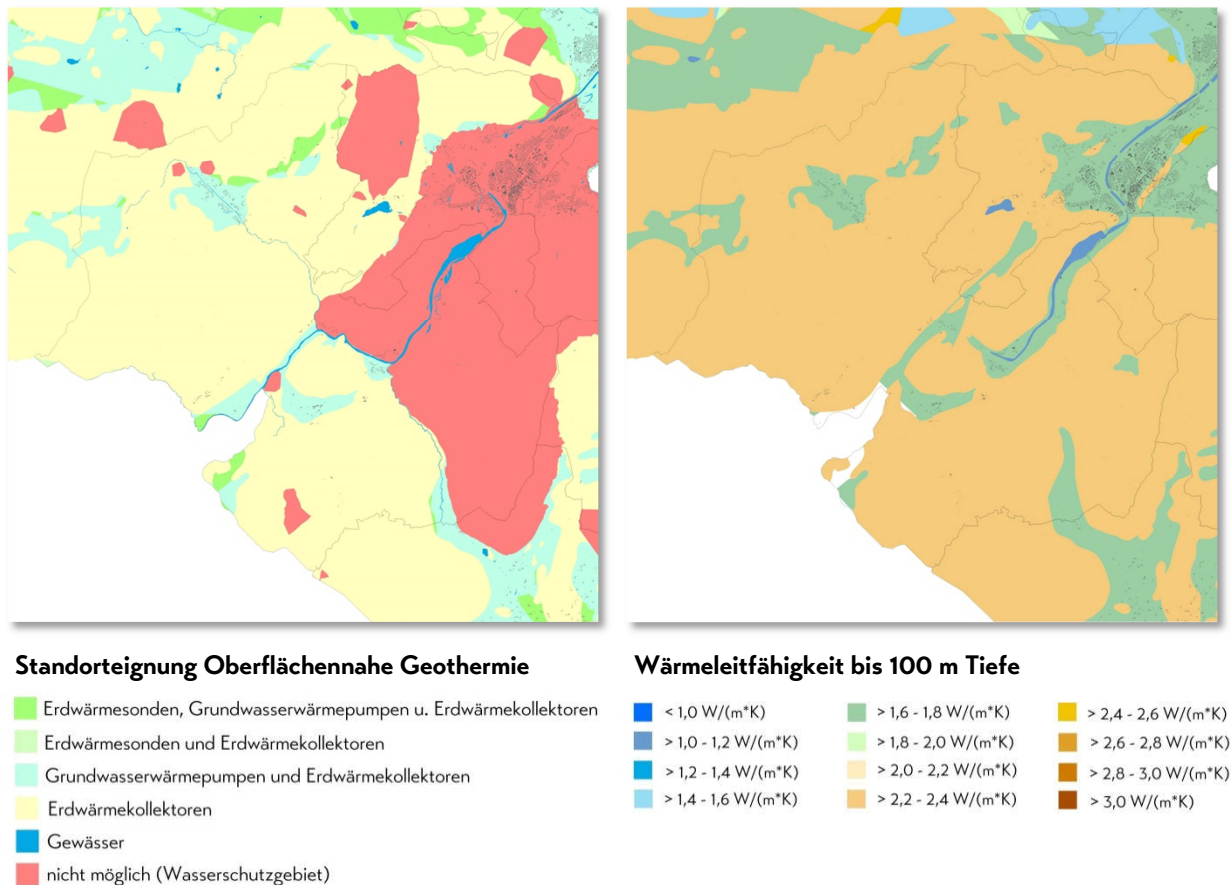 Standorteignung Oberflächennahe Geothermie
Erdwärmesonden, Grundwasserwärmepumpen u. Erdwärmekollektoren
Erdwärmesonden und Erdwärmekollektoren
Grundwasserwärmepumpen und Erdwärmekollektoren
Erdwärmekollektoren
Gewässer
nicht möglich (Wasserschutzgebiet)
Wärmeleitfähigkeit bis 100 m Tiefe
< 1,0 W/(m*K)
> 1,0 - 1,2 W/(m*K)
> 1,2 - 1,4 W/(m*K)
> 1,4 - 1,6 W/(m*K)
> 1,6 - 1,8 W/(m*K)
> 1,8 - 2,0 W/(m*K)
> 2,0 - 2,2 W/(m*K)
> 2,2 - 2,4 W/(m*K)
> 2,4 - 2,6 W/(m*K)
> 2,6 - 2,8 W/(m*K)
> 2,8 - 3,0 W/(m*K)
> 3,0 W/(m*K)